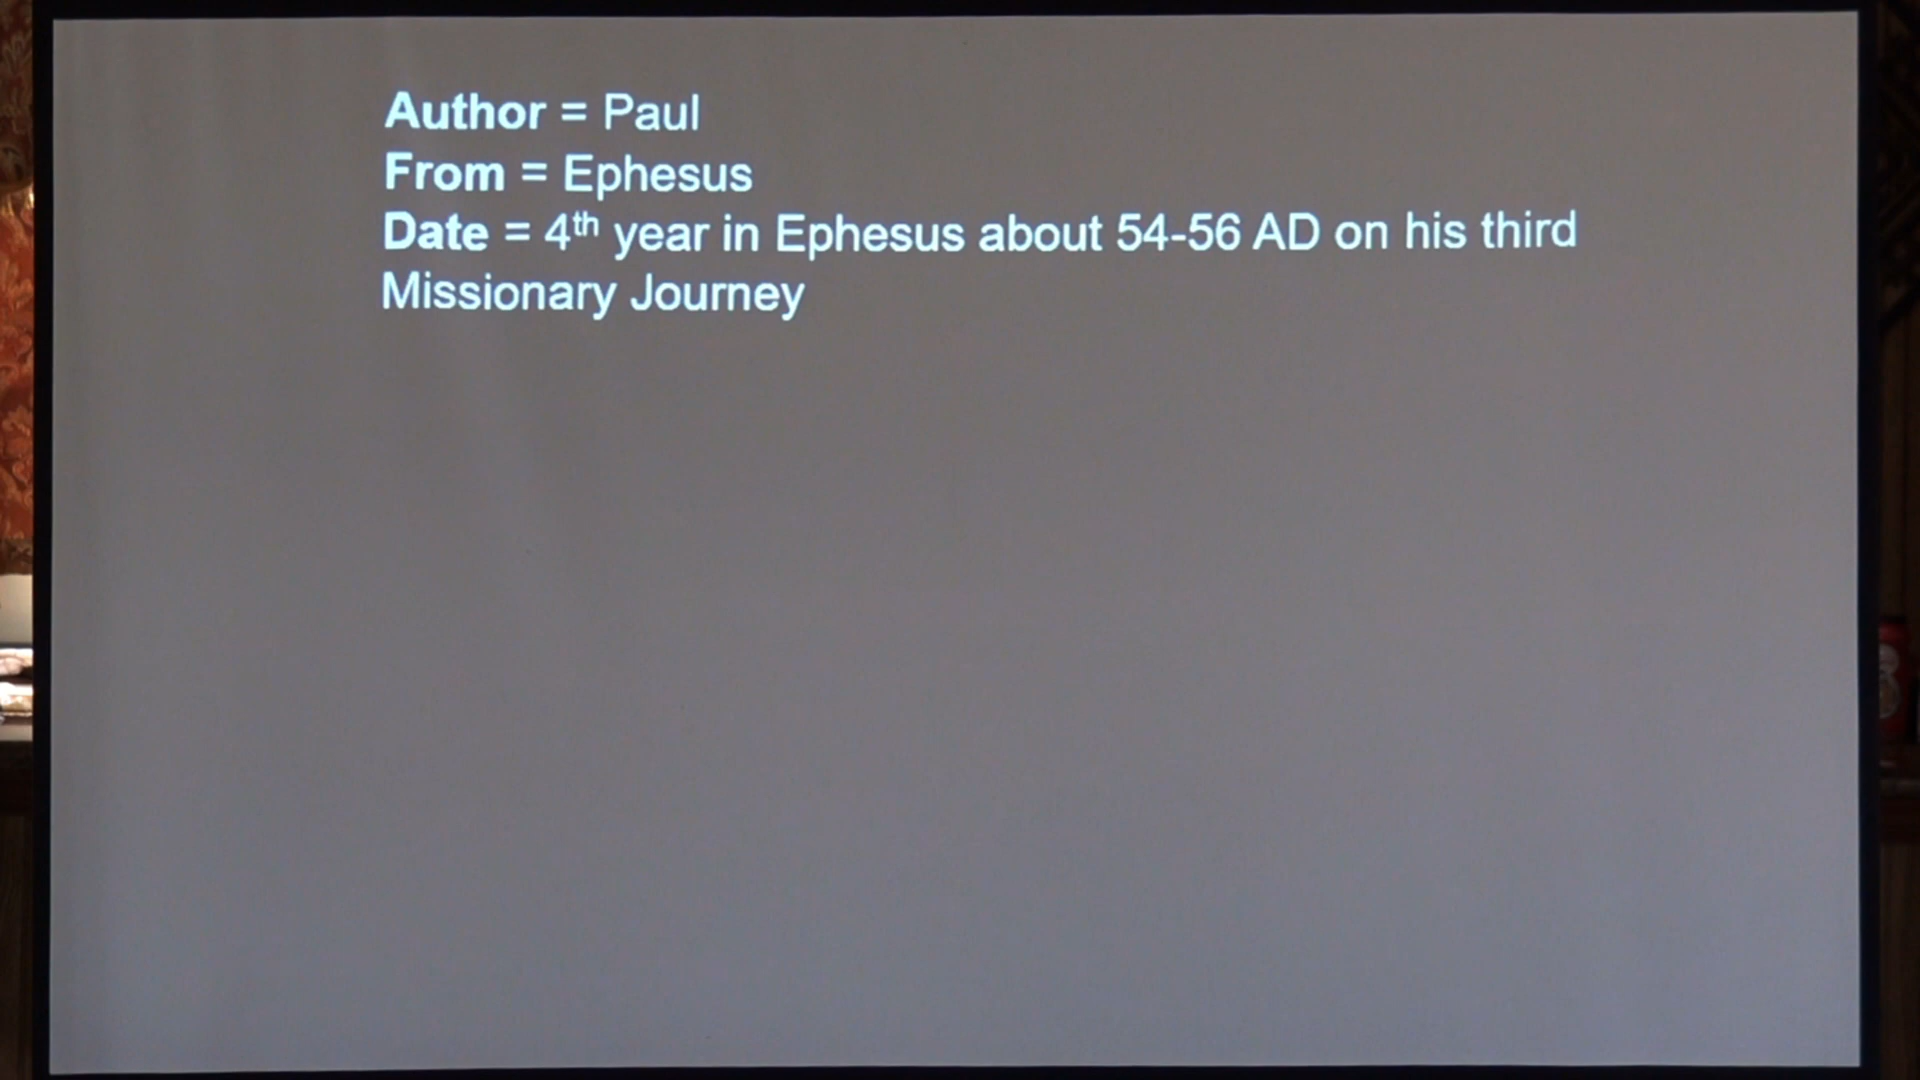 Author = Paul
From = Ephesus
Date = 4th year in Ephesus about 54-56 AD on his third
Missionary Journey